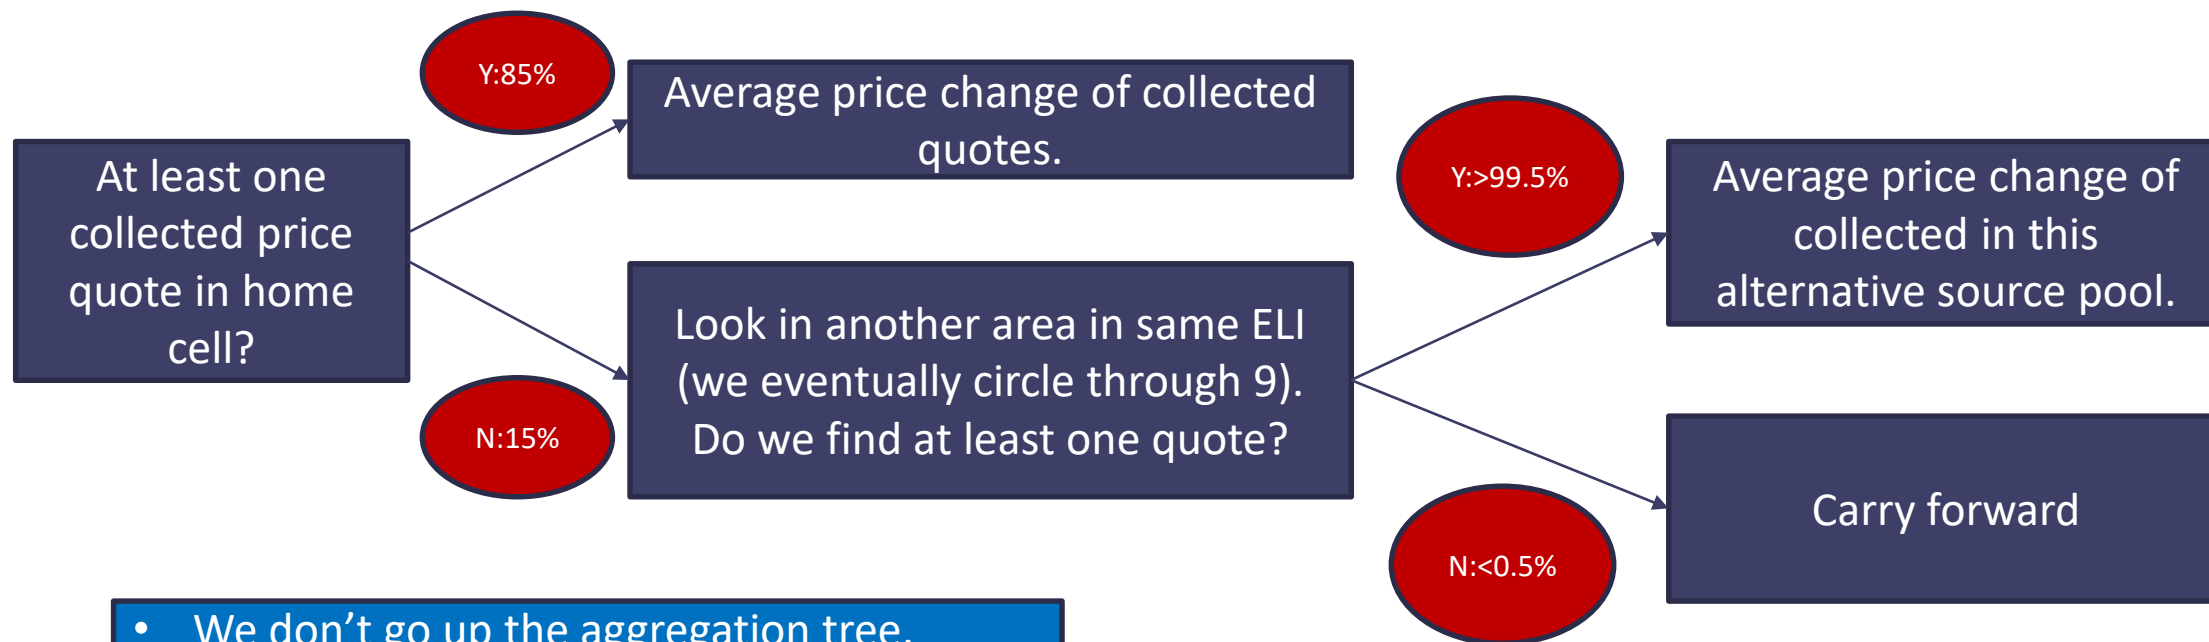 At least one
collected price
quote in home
cell?
Y:85%
Average price change of collected
quotes.
N:15%
Look in another area in same ELI
(we eventually circle through 9).
Do we find at least one quote?
Y:>99.5%
Average price change of
collected in this
alternative source pool.
N:<0.5%
Carry forward
• We don't go up the aggregation tree.